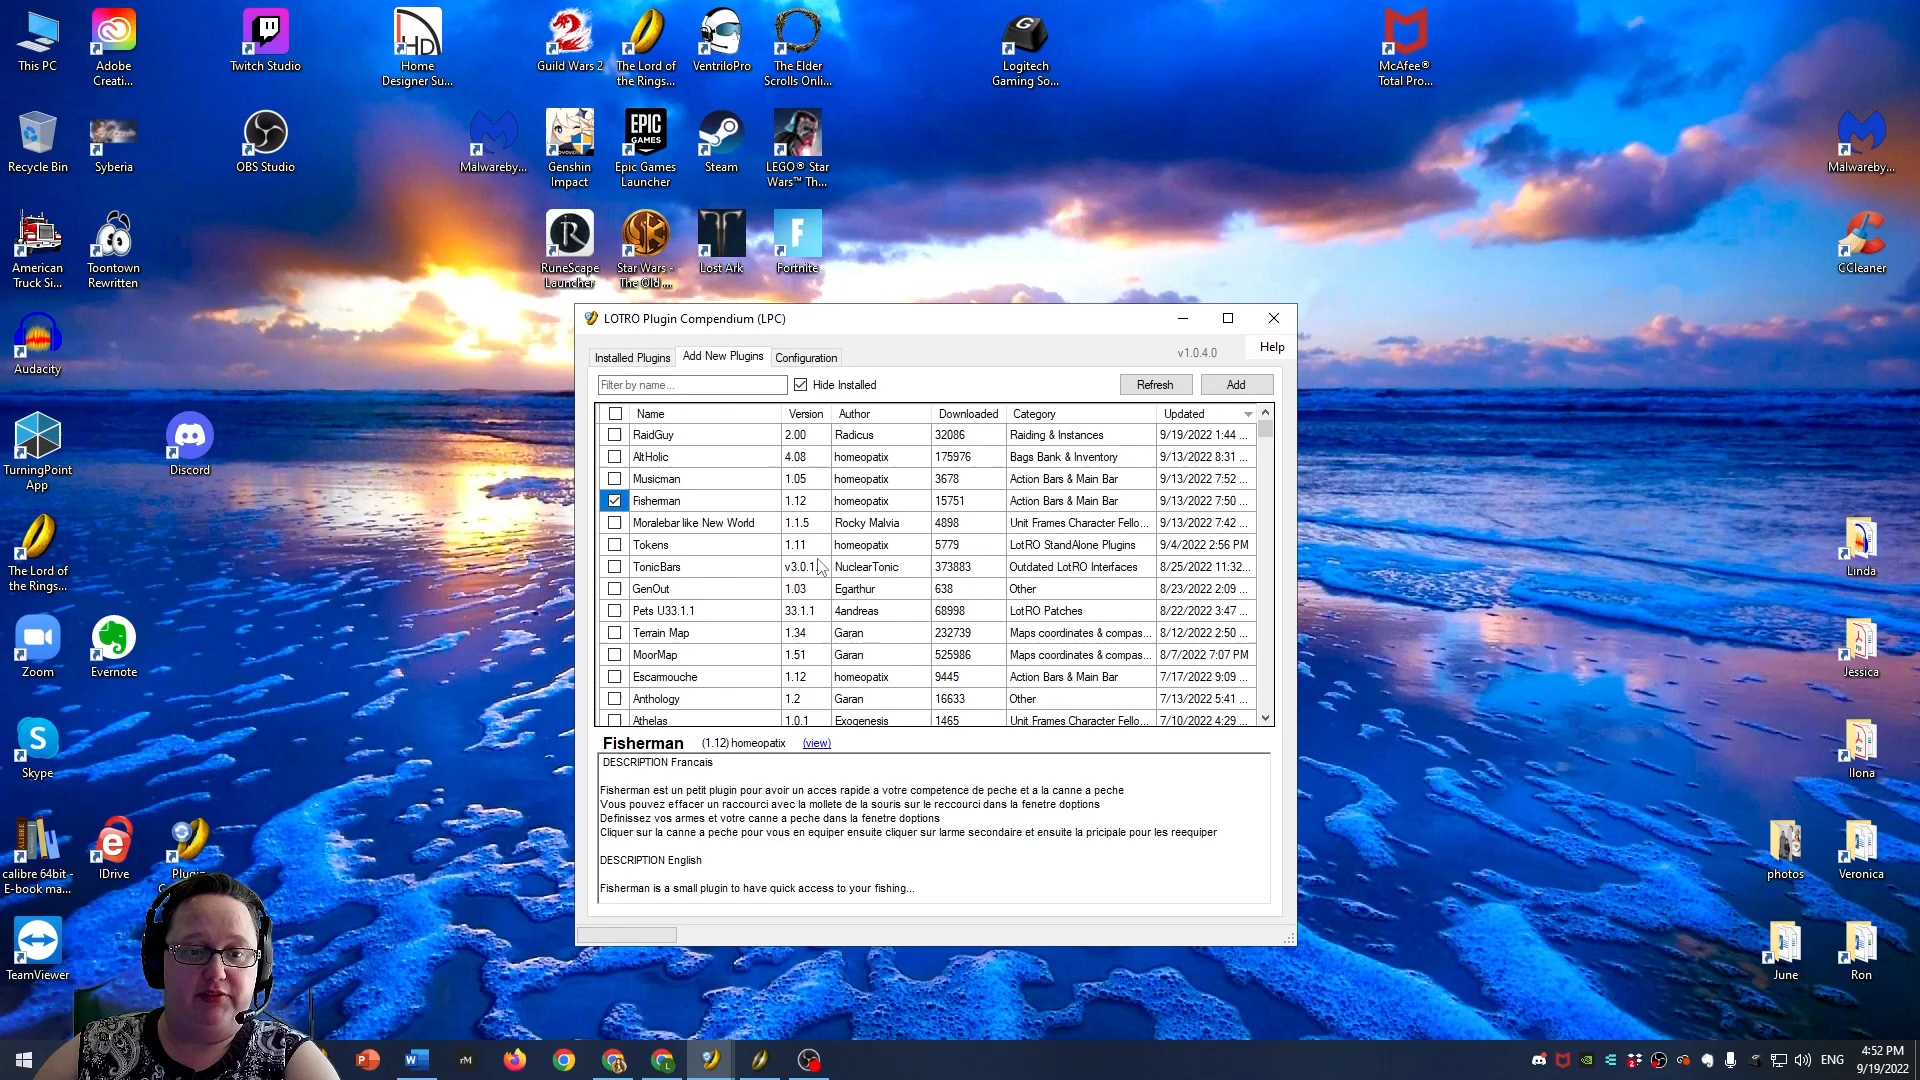 This PC
Adobe
Creati...
Twitch Studio
Home
Designer Su...
Guild Wars 2
The Lord of
the Rings...
VentriloPro
The Elder
Scrolls Onli...
Logitech
Gaming So...
McAfee®
Total Pro...
Recycle Bin
Syberia
OBS Studio
Malwareby...
Genshin
Impact
EPIC
GAMES
Epic Games
Launcher
Steam
LEGO® Star
Wars™ Th...
Malwareby...
American
Truck Si...
Toontown
Rewritten
RuneScape
Launcher
Star Wars -
The Old ...
Lost Ark
Fortnite
CCleaner
Audacity
TurningPoint
App
Discord
The Lord of
the Rings...
Linda
Zoom
Evernote
Jessica
Skype
Ilona
calibre 64bit -
E-book ma...
IDrive
Plugin
photos
Veronica
TeamViewer
June
Ron
LOTRO Plugin Compendium (LPC)
Installed Plugins Add New Plugins Configuration v1.0.4.0 Help
Filter by name... Hide Installed Refresh Add
Name Version Author Downloaded Category Updated
RaidGuy 2.00 Radicus 32086 Raiding & Instances 9/19/2022 1:44 ...
AltHolic 4.08 homeopatix 175976 Bags Bank & Inventory 9/13/2022 8:31 ...
Musicman 1.05 homeopatix 3678 Action Bars & Main Bar 9/13/2022 7:52 ...
Fisherman 1.12 homeopatix 15751 Action Bars & Main Bar 9/13/2022 7:50 ...
Moralebar like New World 1.1.5 Rocky Malvia 4898 Unit Frames Character Fello... 9/13/2022 7:42 ...
Tokens 1.11 homeopatix 5779 LotRO StandAlone Plugins 9/4/2022 2:56 PM
TonicBars v3.0.1 NuclearTonic 373883 Outdated LotRO Interfaces 8/25/2022 11:32...
GenOut 1.03 Egarthur 638 Other 8/23/2022 2:09 ...
Pets U33.1.1 33.1.1 4andreas 68998 LotRO Patches 8/22/2022 3:47 ...
Terrain Map 1.34 Garan 232739 Maps coordinates & compas... 8/12/2022 2:50 ...
MoorMap 1.51 Garan 525986 Maps coordinates & compas... 8/7/2022 7:07 PM
Escamouche 1.12 homeopatix 9445 Action Bars & Main Bar 7/17/2022 9:09 ...
Anthology 1.2 Garan 16633 Other 7/13/2022 5:41 ...
Athelas 1.0.1 Exogenesis 1465 Unit Frames Character Fello... 7/10/2022 4:29 ...
Fisherman (1.12) homeopatix (view)
DESCRIPTION Francais
Fisherman est un petit plugin pour avoir un acces rapide a votre competence de peche et a la canne a peche
Vous pouvez effacer un raccourci avec la mollete de la souris sur le reccourci dans la fenetre doptions
Definissez vos armes et votre canne a peche dans la fenetre doptions
Cliquer sur la canne a peche pour vous en equiper ensuite cliquer sur larme secondaire et ensuite la pricipale pour les reequiper
DESCRIPTION English
Fisherman is a small plugin to have quick access to your fishing...
ENG
4:52 PM
9/19/2022